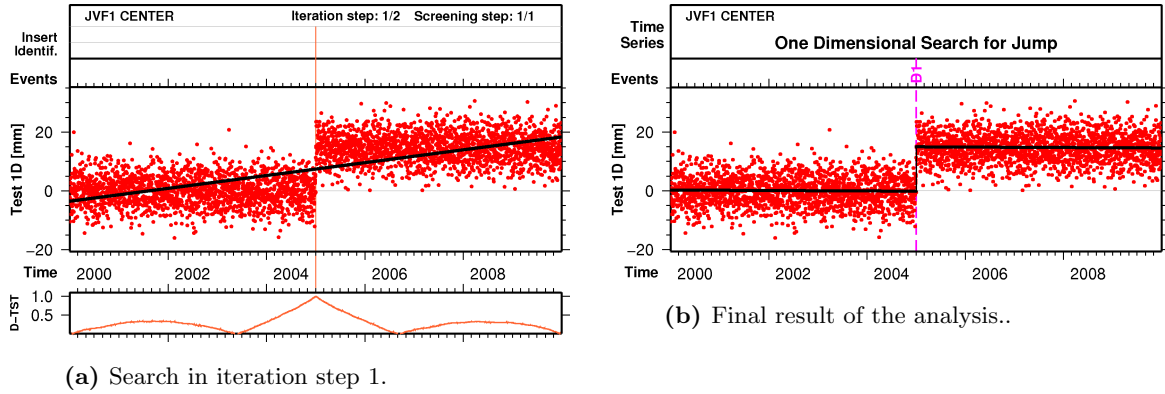 JVF1 CENTER Iteration step: 1/2 Screening step: 1/1
Insert
Identif.
Events
Test 1D [mm]
20
0
−20
Time 2000 2002 2004 2006 2008
D−TST
1.0
0.5
(a) Search in iteration step 1.
JVF1 CENTER
Time
Series
One Dimensional Search for Jump
Events
D1
Test 1D [mm]
20
0
−20
Time 2000 2002 2004 2006 2008
(b) Final result of the analysis..